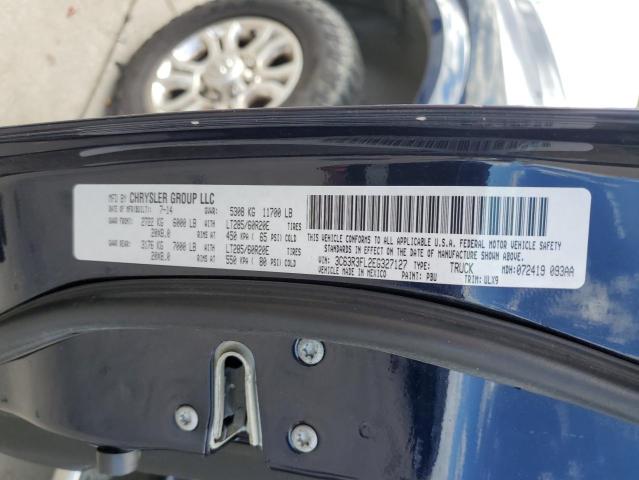 MFD BY CHRYSLER GROUP LLC
DATE OF MFR(BUILT): 7-14 GVWR: 5308 KG 11700 LB
GAWR FRONT: 2722 KG 6000 LB WITH LT285/60R20E
20X8.0 RIMS AT 450 KPA ( 65 PSI) COLD
GAWR REAR: 3176 KG 7000 LB WITH LT285/60R20E
20X8.0 RIMS AT 550 KPA ( 80 PSI) COLD
THIS VEHICLE CONFORMS TO ALL APPLICABLE U.S.A. FEDERAL MOTOR VEHICLE SAFETY
STANDARDS IN EFFECT ON THE DATE OF MANUFACTURE SHOWN ABOVE.
VIN: 3C63R3FL2EG327127 TYPE: TRUCK MDH: 072419 093AA
VEHICLE MADE IN MEXICO PAINT: PBU TRIM: ULX9